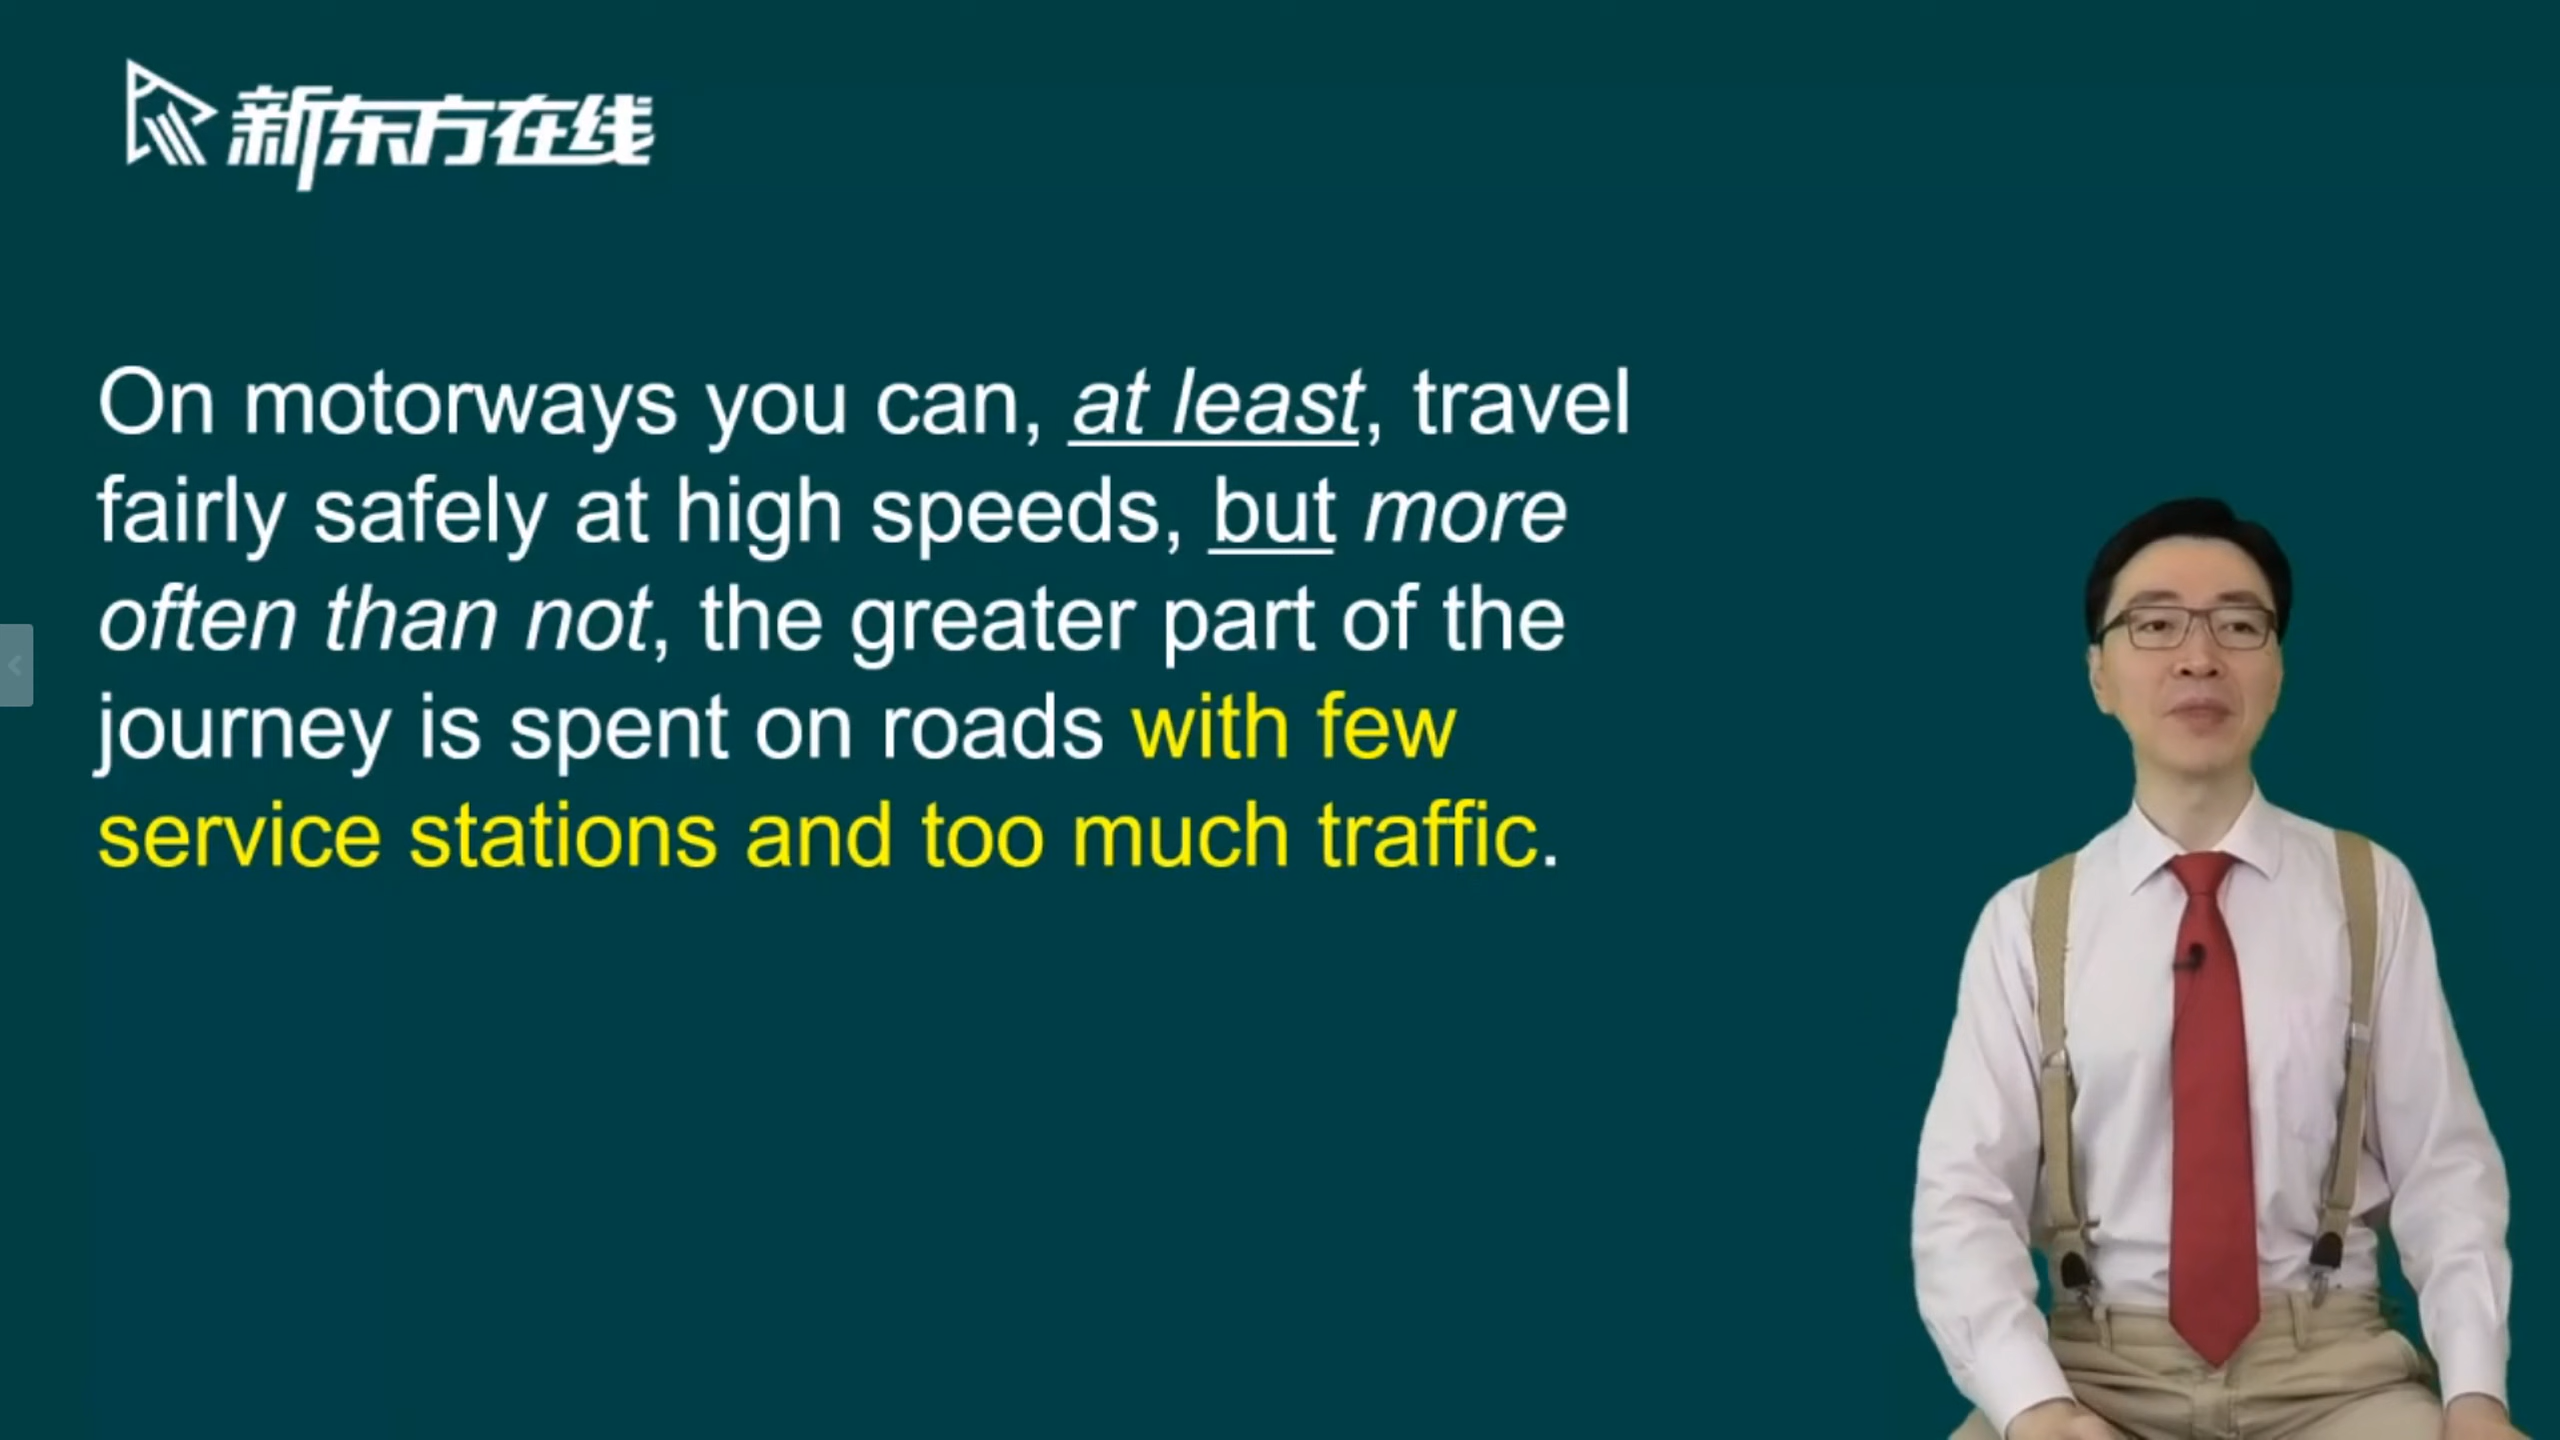 新东方在线
On motorways you can, at least, travel
fairly safely at high speeds, but more
often than not, the greater part of the
journey is spent on roads with few
service stations and too much traffic.